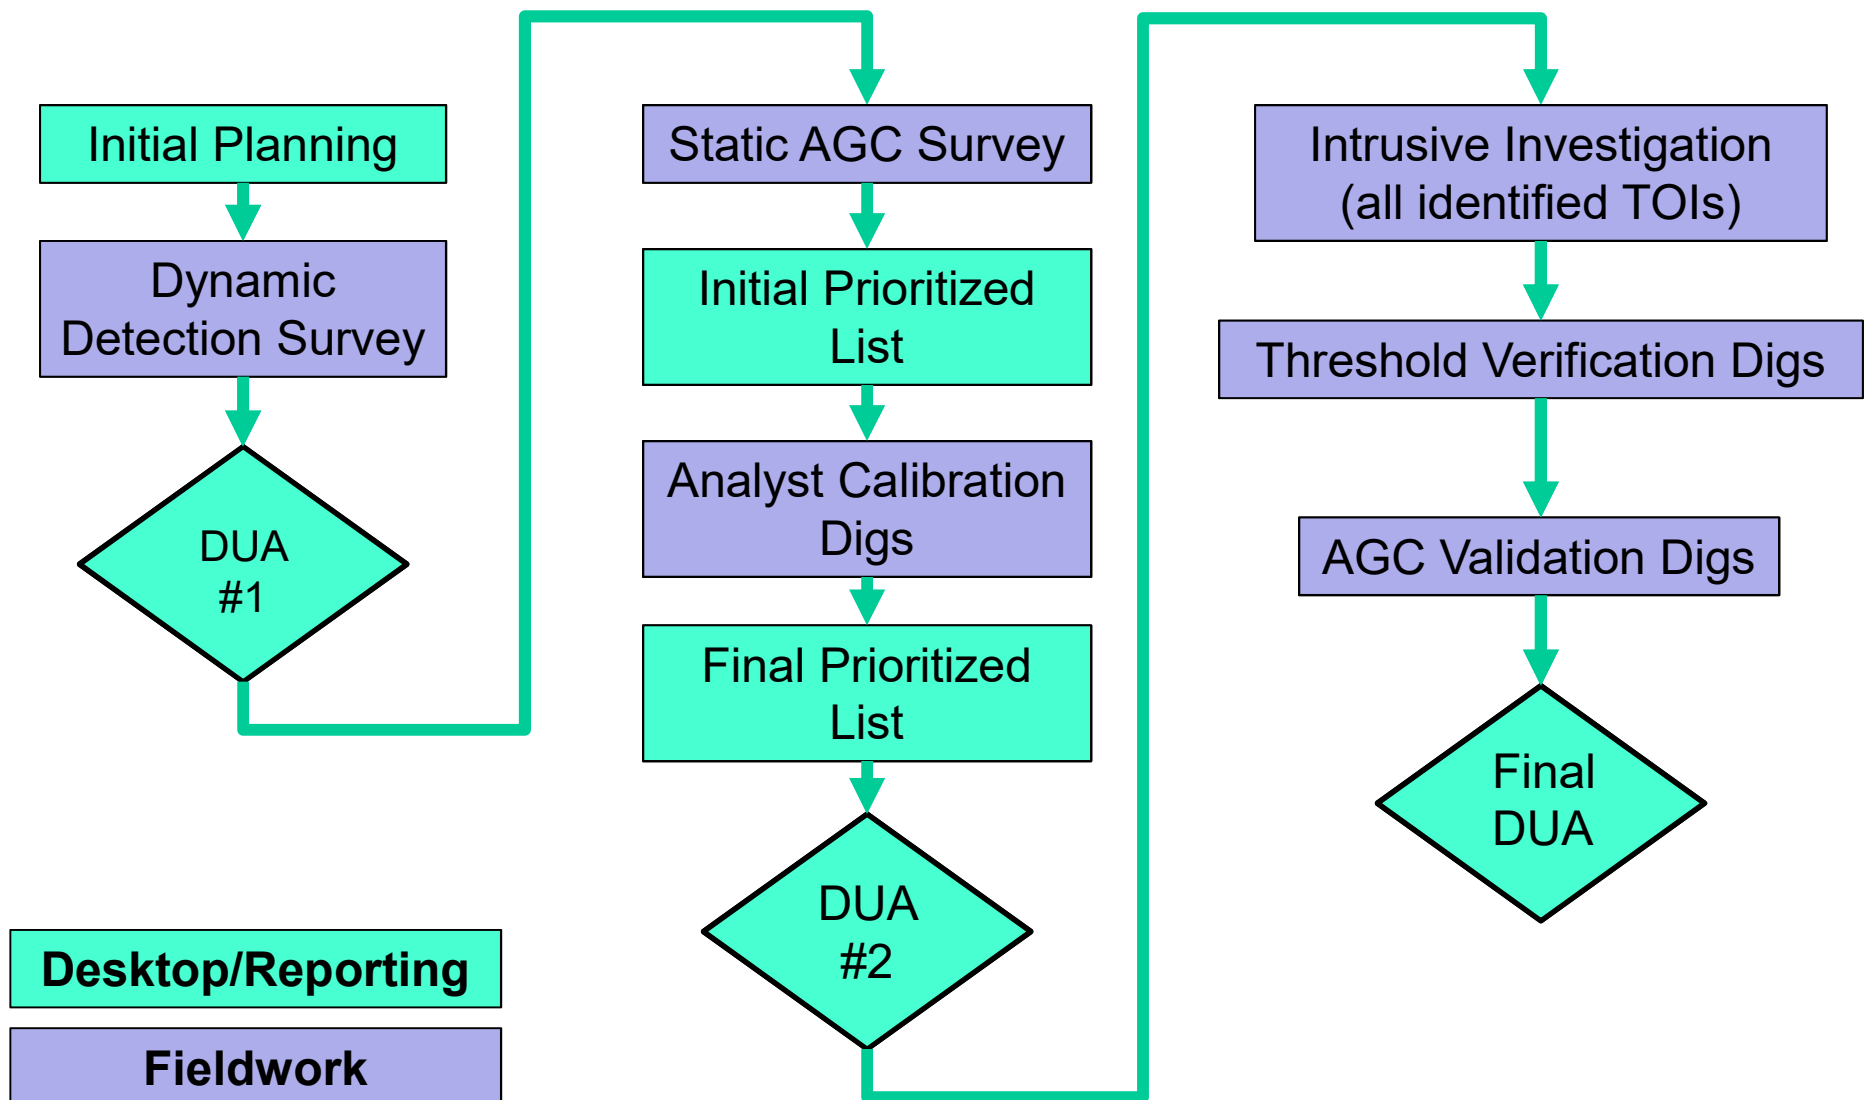 Initial Planning
Dynamic
Detection Survey
DUA
#1
Static AGC Survey
Initial Prioritized
List
Analyst Calibration
Digs
Final Prioritized
List
DUA
#2
Intrusive Investigation
(all identified TOIs)
Threshold Verification Digs
AGC Validation Digs
Final
DUA
Desktop/Reporting
Fieldwork